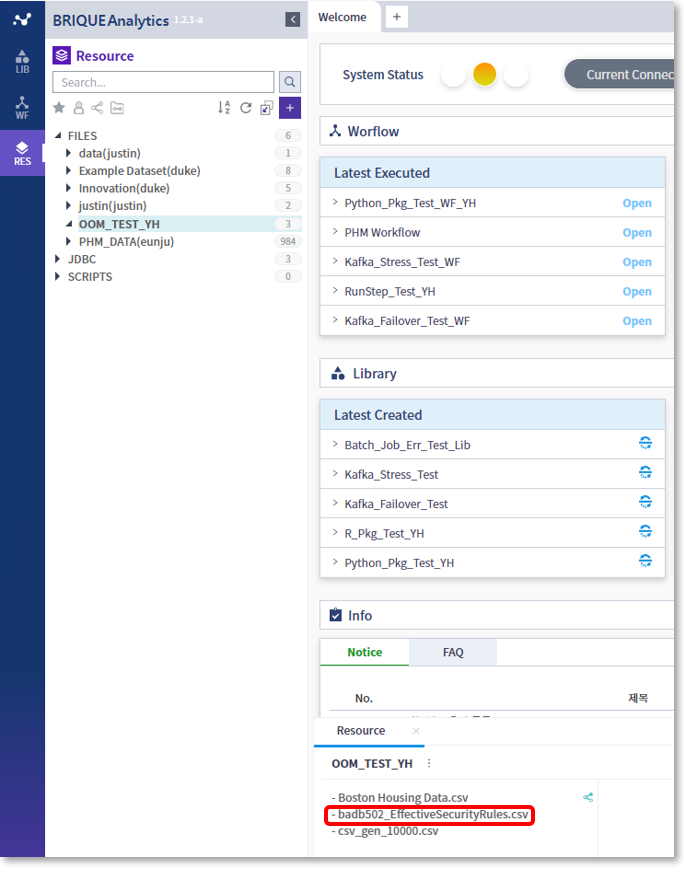 BRIQUEAnalytics 1.2.1-a
LIB
WF
RES
Resource
Search...
FILES 6
data(justin) 1
Example Dataset(duke) 8
Innovation(duke) 5
justin(justin) 2
OOM_TEST_YH 3
PHM_DATA(eunju) 984
JDBC 3
SCRIPTS 0
Welcome
System Status
Current Connec
Worflow
Latest Executed
Python_Pkg_Test_WF_YH Open
PHM Workflow Open
Kafka_Stress_Test_WF Open
RunStep_Test_YH Open
Kafka_Failover_Test_WF Open
Library
Latest Created
Batch_Job_Err_Test_Lib
Kafka_Stress_Test
Kafka_Failover_Test
R_Pkg_Test_YH
Python_Pkg_Test_YH
Info
Notice FAQ
No. 제목
Resource
OOM_TEST_YH
- Boston Housing Data.csv
- badb502_EffectiveSecurityRules.csv
- csv_gen_10000.csv